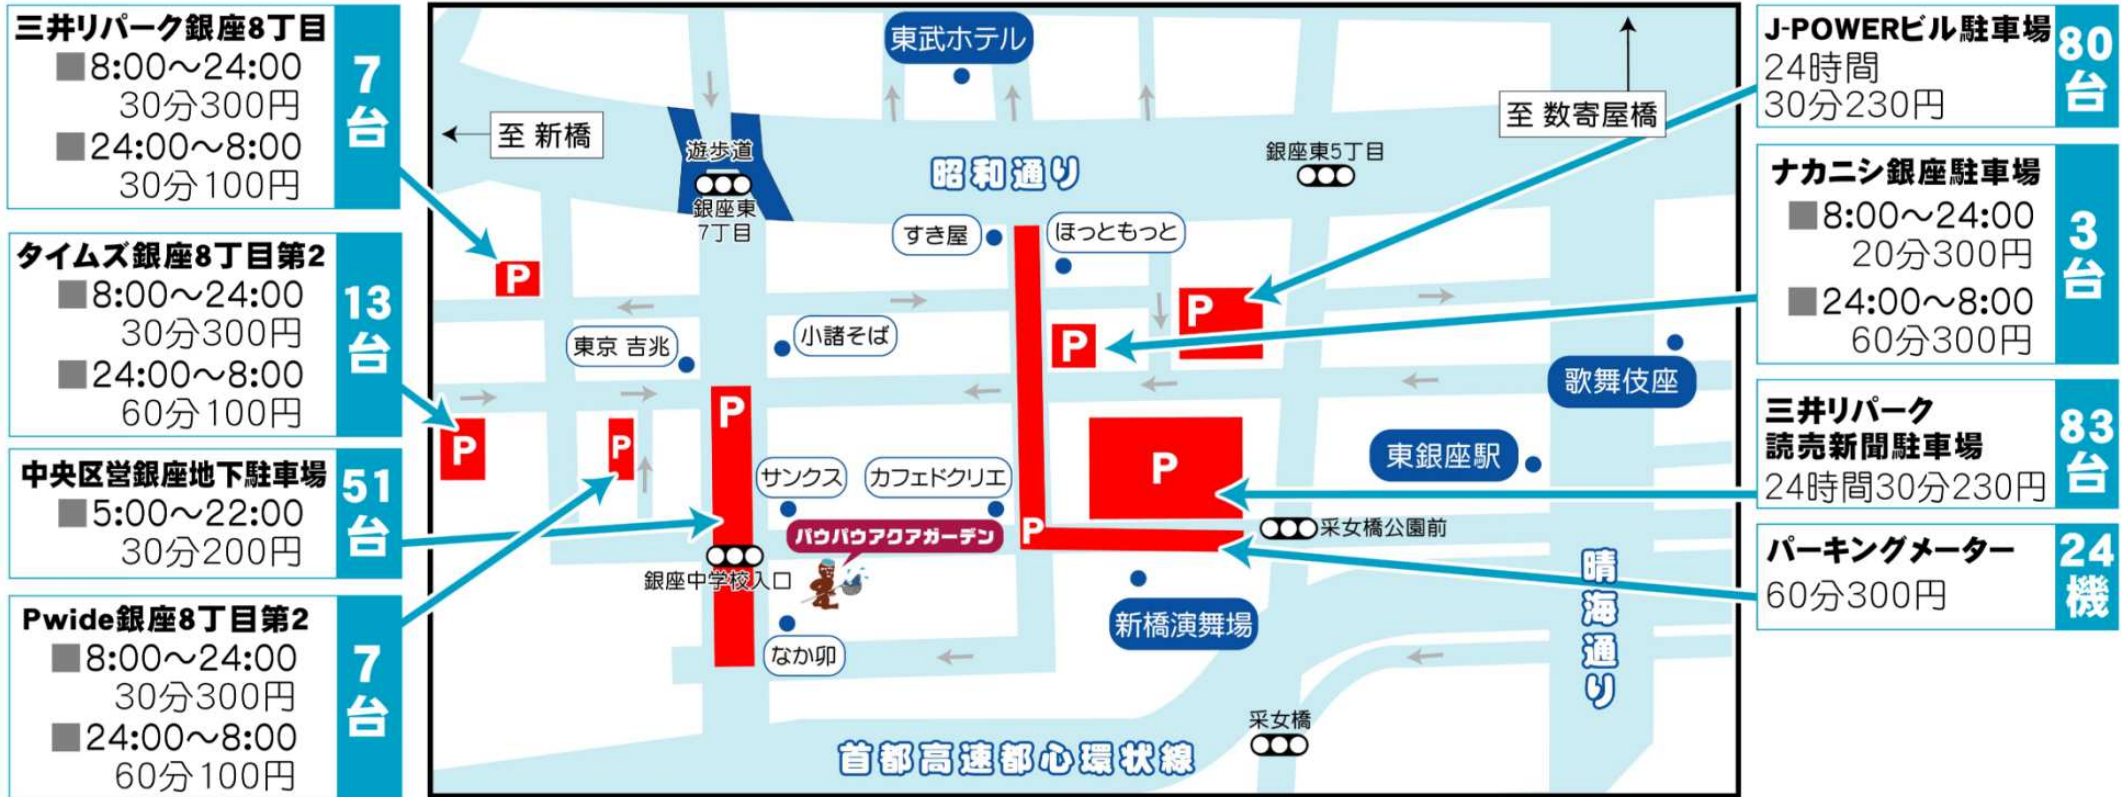 三井リパーク銀座8丁目
■8:00〜24:00
30分300円
■24:00〜8:00
30分100円
7台
タイムズ銀座8丁目第2
■8:00〜24:00
30分300円
■24:00〜8:00
60分100円
13台
中央区営銀座地下駐車場
■5:00〜22:00
30分200円
51台
Pwide銀座8丁目第2
■8:00〜24:00
30分300円
■24:00〜8:00
60分100円
7台
東武ホテル
至 新橋
至 数寄屋橋
遊歩道
銀座東
7丁目
昭和通り
銀座東5丁目
すき屋
ほっともっと
P
P
P
東京 吉兆
小諸そば
歌舞伎座
P
P
P
P
東銀座駅
サンクス
カフェドクリエ
パウパウアクアガーデン
P
采女橋公園前
銀座中学校入口
新橋演舞場
なか卯
晴海通り
采女橋
首都高速都心環状線
J-POWERビル駐車場
24時間
30分230円
80台
ナカニシ銀座駐車場
■8:00〜24:00
20分300円
■24:00〜8:00
60分300円
3台
三井リパーク
読売新聞駐車場
24時間30分230円
83台
パーキングメーター
60分300円
24機